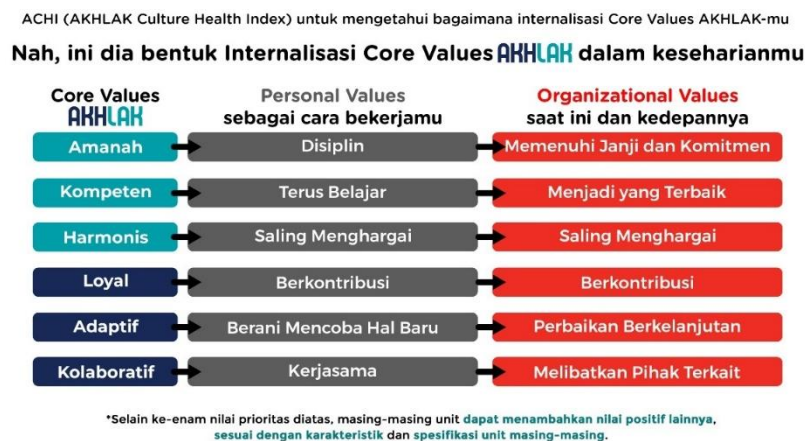 ACHI (AKHLAK Culture Health Index) untuk mengetahui bagaimana internalisasi Core Values AKHLAK-mu
Nah, ini dia bentuk Internalisasi Core Values AKHLAK dalam keseharianmu
Core Values
AKHLAK
Personal Values
sebagai cara bekerjamu
Organizational Values
saat ini dan kedepannya
Amanah Disiplin Memenuhi Janji dan Komitmen
Kompeten Terus Belajar Menjadi yang Terbaik
Harmonis Saling Menghargai Saling Menghargai
Loyal Berkontribusi Berkontribusi
Adaptif Berani Mencoba Hal Baru Perbaikan Berkelanjutan
Kolaboratif Kerjasama Melibatkan Pihak Terkait
*Selain ke-enam nilai prioritas diatas, masing-masing unit dapat menambahkan nilai positif lainnya,
sesuai dengan karakteristik dan spesifikasi unit masing-masing.